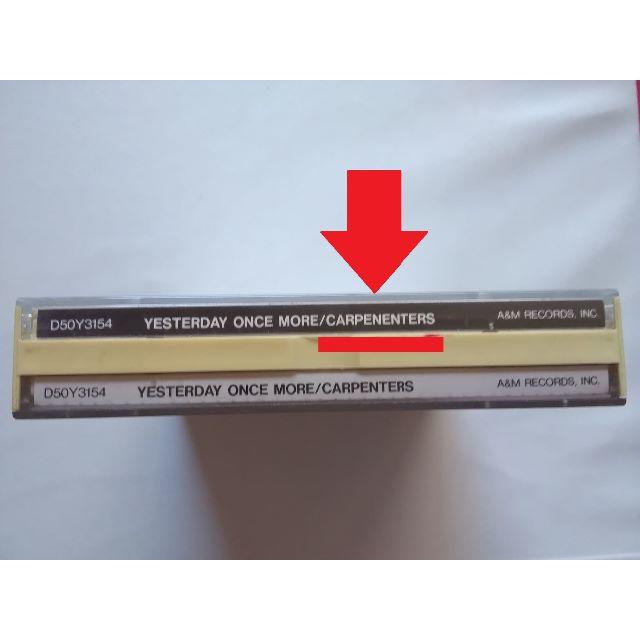 D50Y3154 YESTERDAY ONCE MORE/CARPENENTERS A&M RECORDS, INC.
D50Y3154 YESTERDAY ONCE MORE/CARPENTERS A&M RECORDS, INC.